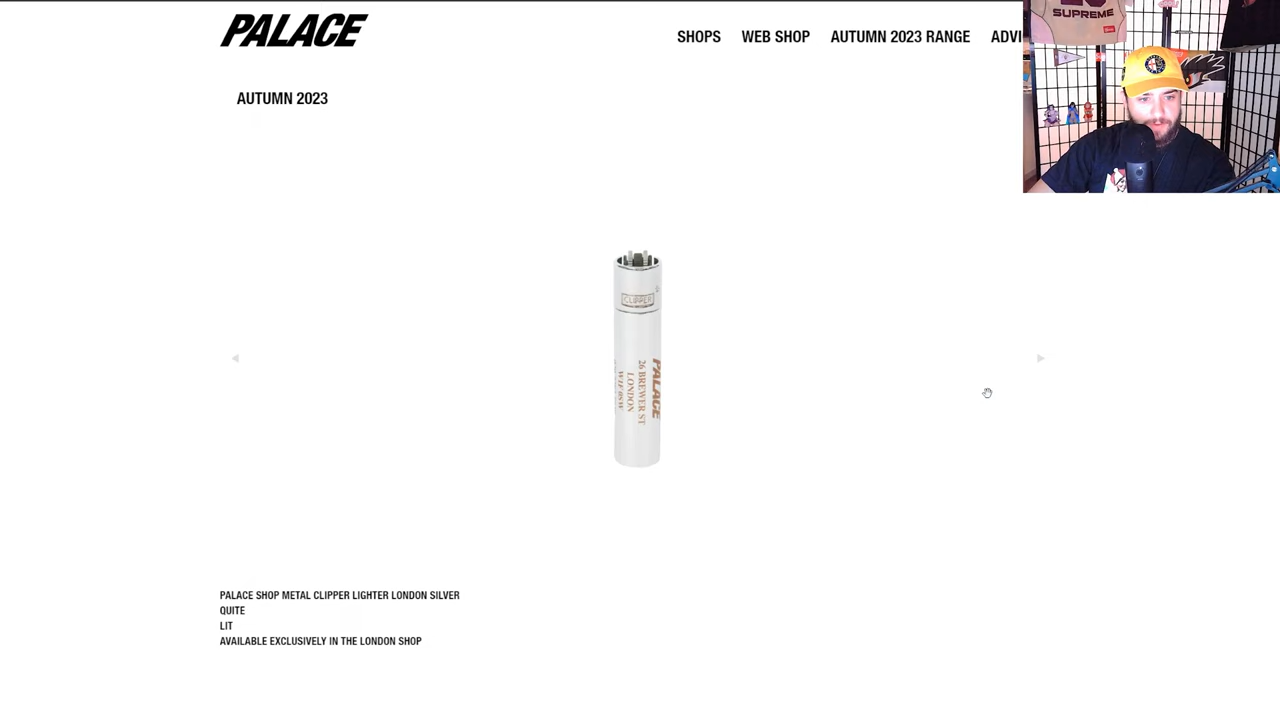 PALACE
SHOPS WEB SHOP AUTUMN 2023 RANGE ADVI
SUPREME
AUTUMN 2023
CLIPPER
PALACE
26 BREWER ST
LONDON
PALACE SHOP METAL CLIPPER LIGHTER LONDON SILVER
QUITE
LIT
AVAILABLE EXCLUSIVELY IN THE LONDON SHOP